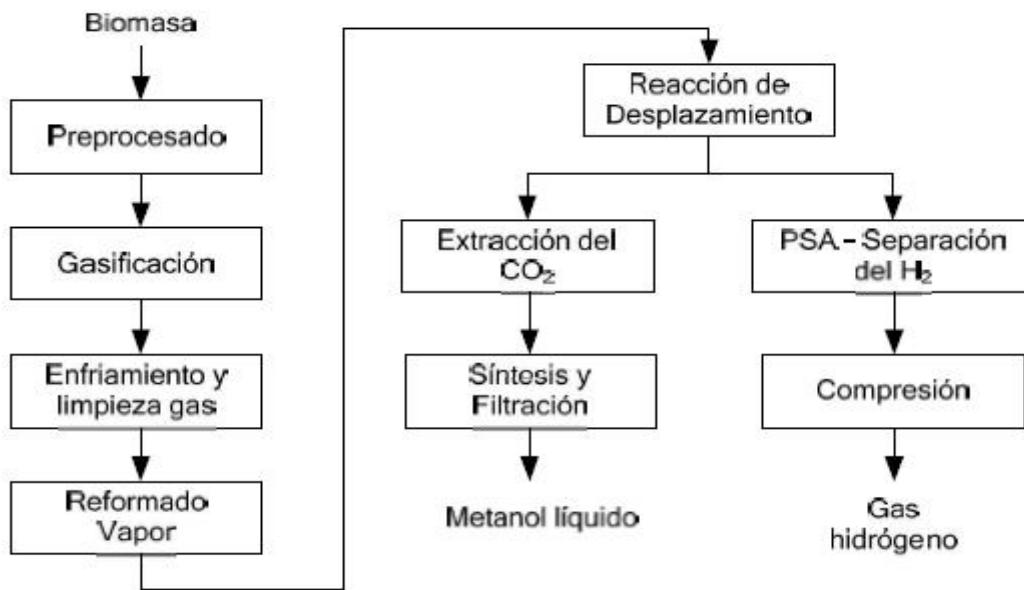 Biomasa
Preprocesado
Gasificación
Enfriamiento y
limpieza gas
Reformado
Vapor
Reacción de
Desplazamiento
Extracción del
CO₂
Síntesis y
Filtración
Metanol líquido
PSA.- Separación
del H₂
Compresión
Gas
hidrógeno